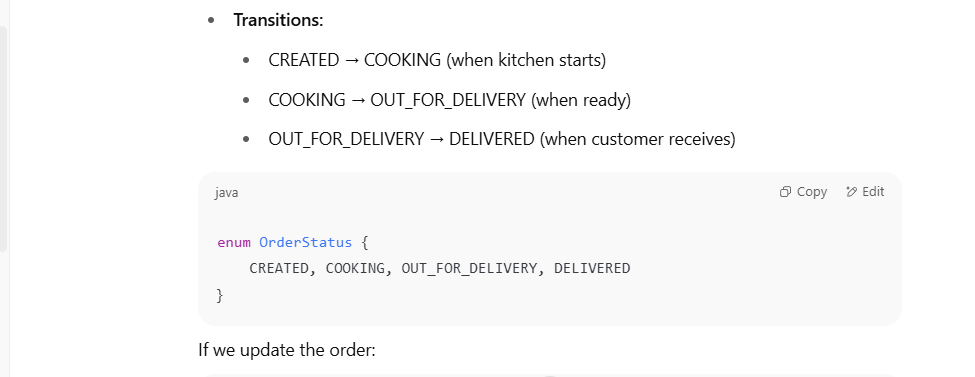 • Transitions:
• CREATED → COOKING (when kitchen starts)
• COOKING → OUT_FOR_DELIVERY (when ready)
• OUT_FOR_DELIVERY → DELIVERED (when customer receives)
java Copy Edit
enum OrderStatus {
    CREATED, COOKING, OUT_FOR_DELIVERY, DELIVERED
}
If we update the order: